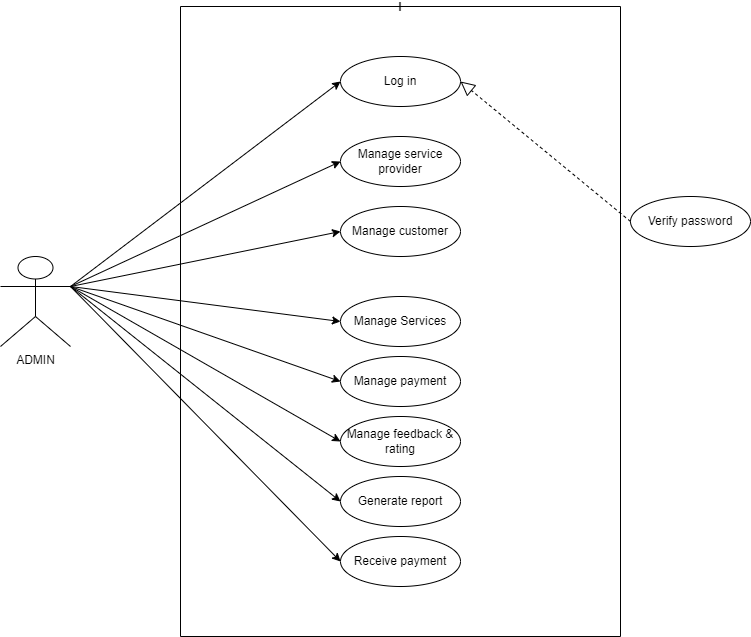 Log in
Manage service
provider
Verify password
Manage customer
Manage Services
ADMIN
Manage payment
Manage feedback &
rating
Generate report
Receive payment